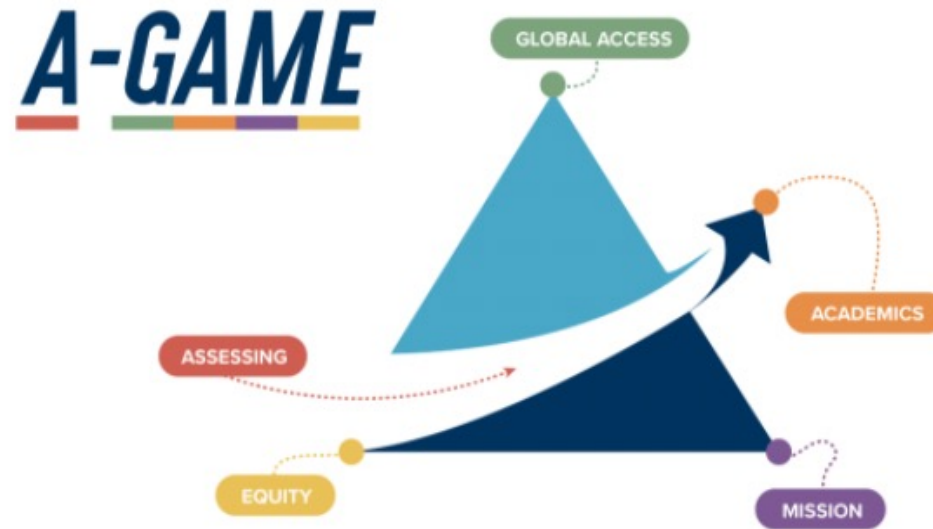 A-GAME
GLOBAL ACCESS
ACADEMICS
ASSESSING
EQUITY
MISSION